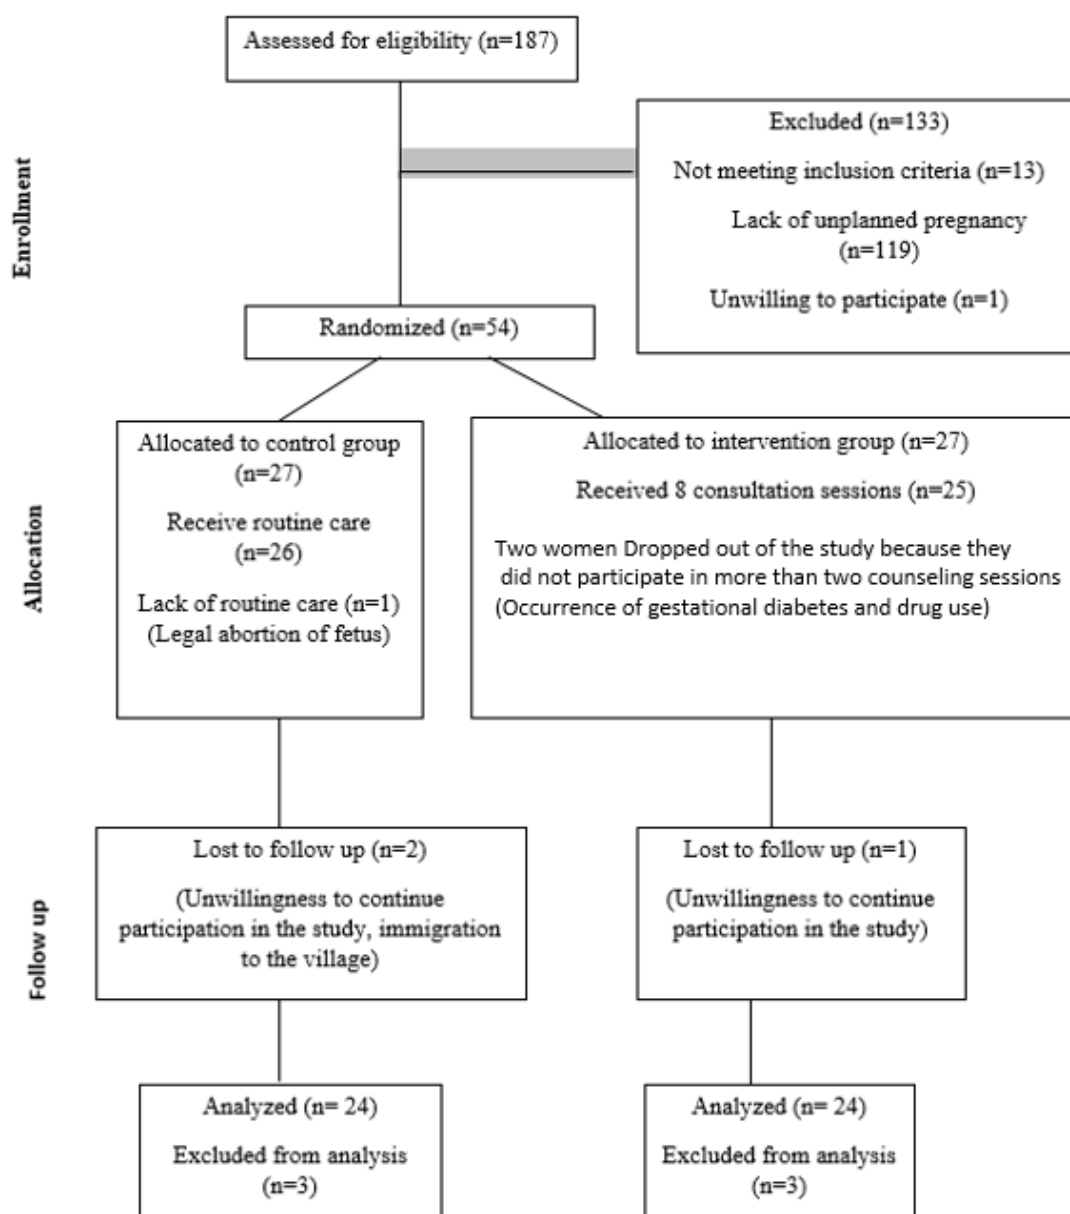 Assessed for eligibility (n=187)
Enrollment
Excluded (n=133)
Not meeting inclusion criteria (n=13)
Lack of unplanned pregnancy
(n=119)
Unwilling to participate (n=1)
Randomized (n=54)
Allocation
Allocated to control group
(n=27)
Receive routine care
(n=26)
Lack of routine care (n=1)
(Legal abortion of fetus)
Allocated to intervention group (n=27)
Received 8 consultation sessions (n=25)
Two women Dropped out of the study because they
did not participate in more than two counseling sessions
(Occurrence of gestational diabetes and drug use)
Follow up
Lost to follow up (n=2)
(Unwillingness to continue
participation in the study, immigration
to the village)
Lost to follow up (n=1)
(Unwillingness to continue
participation in the study)
Analyzed (n= 24)
Excluded from analysis
(n=3)
Analyzed (n= 24)
Excluded from analysis
(n=3)